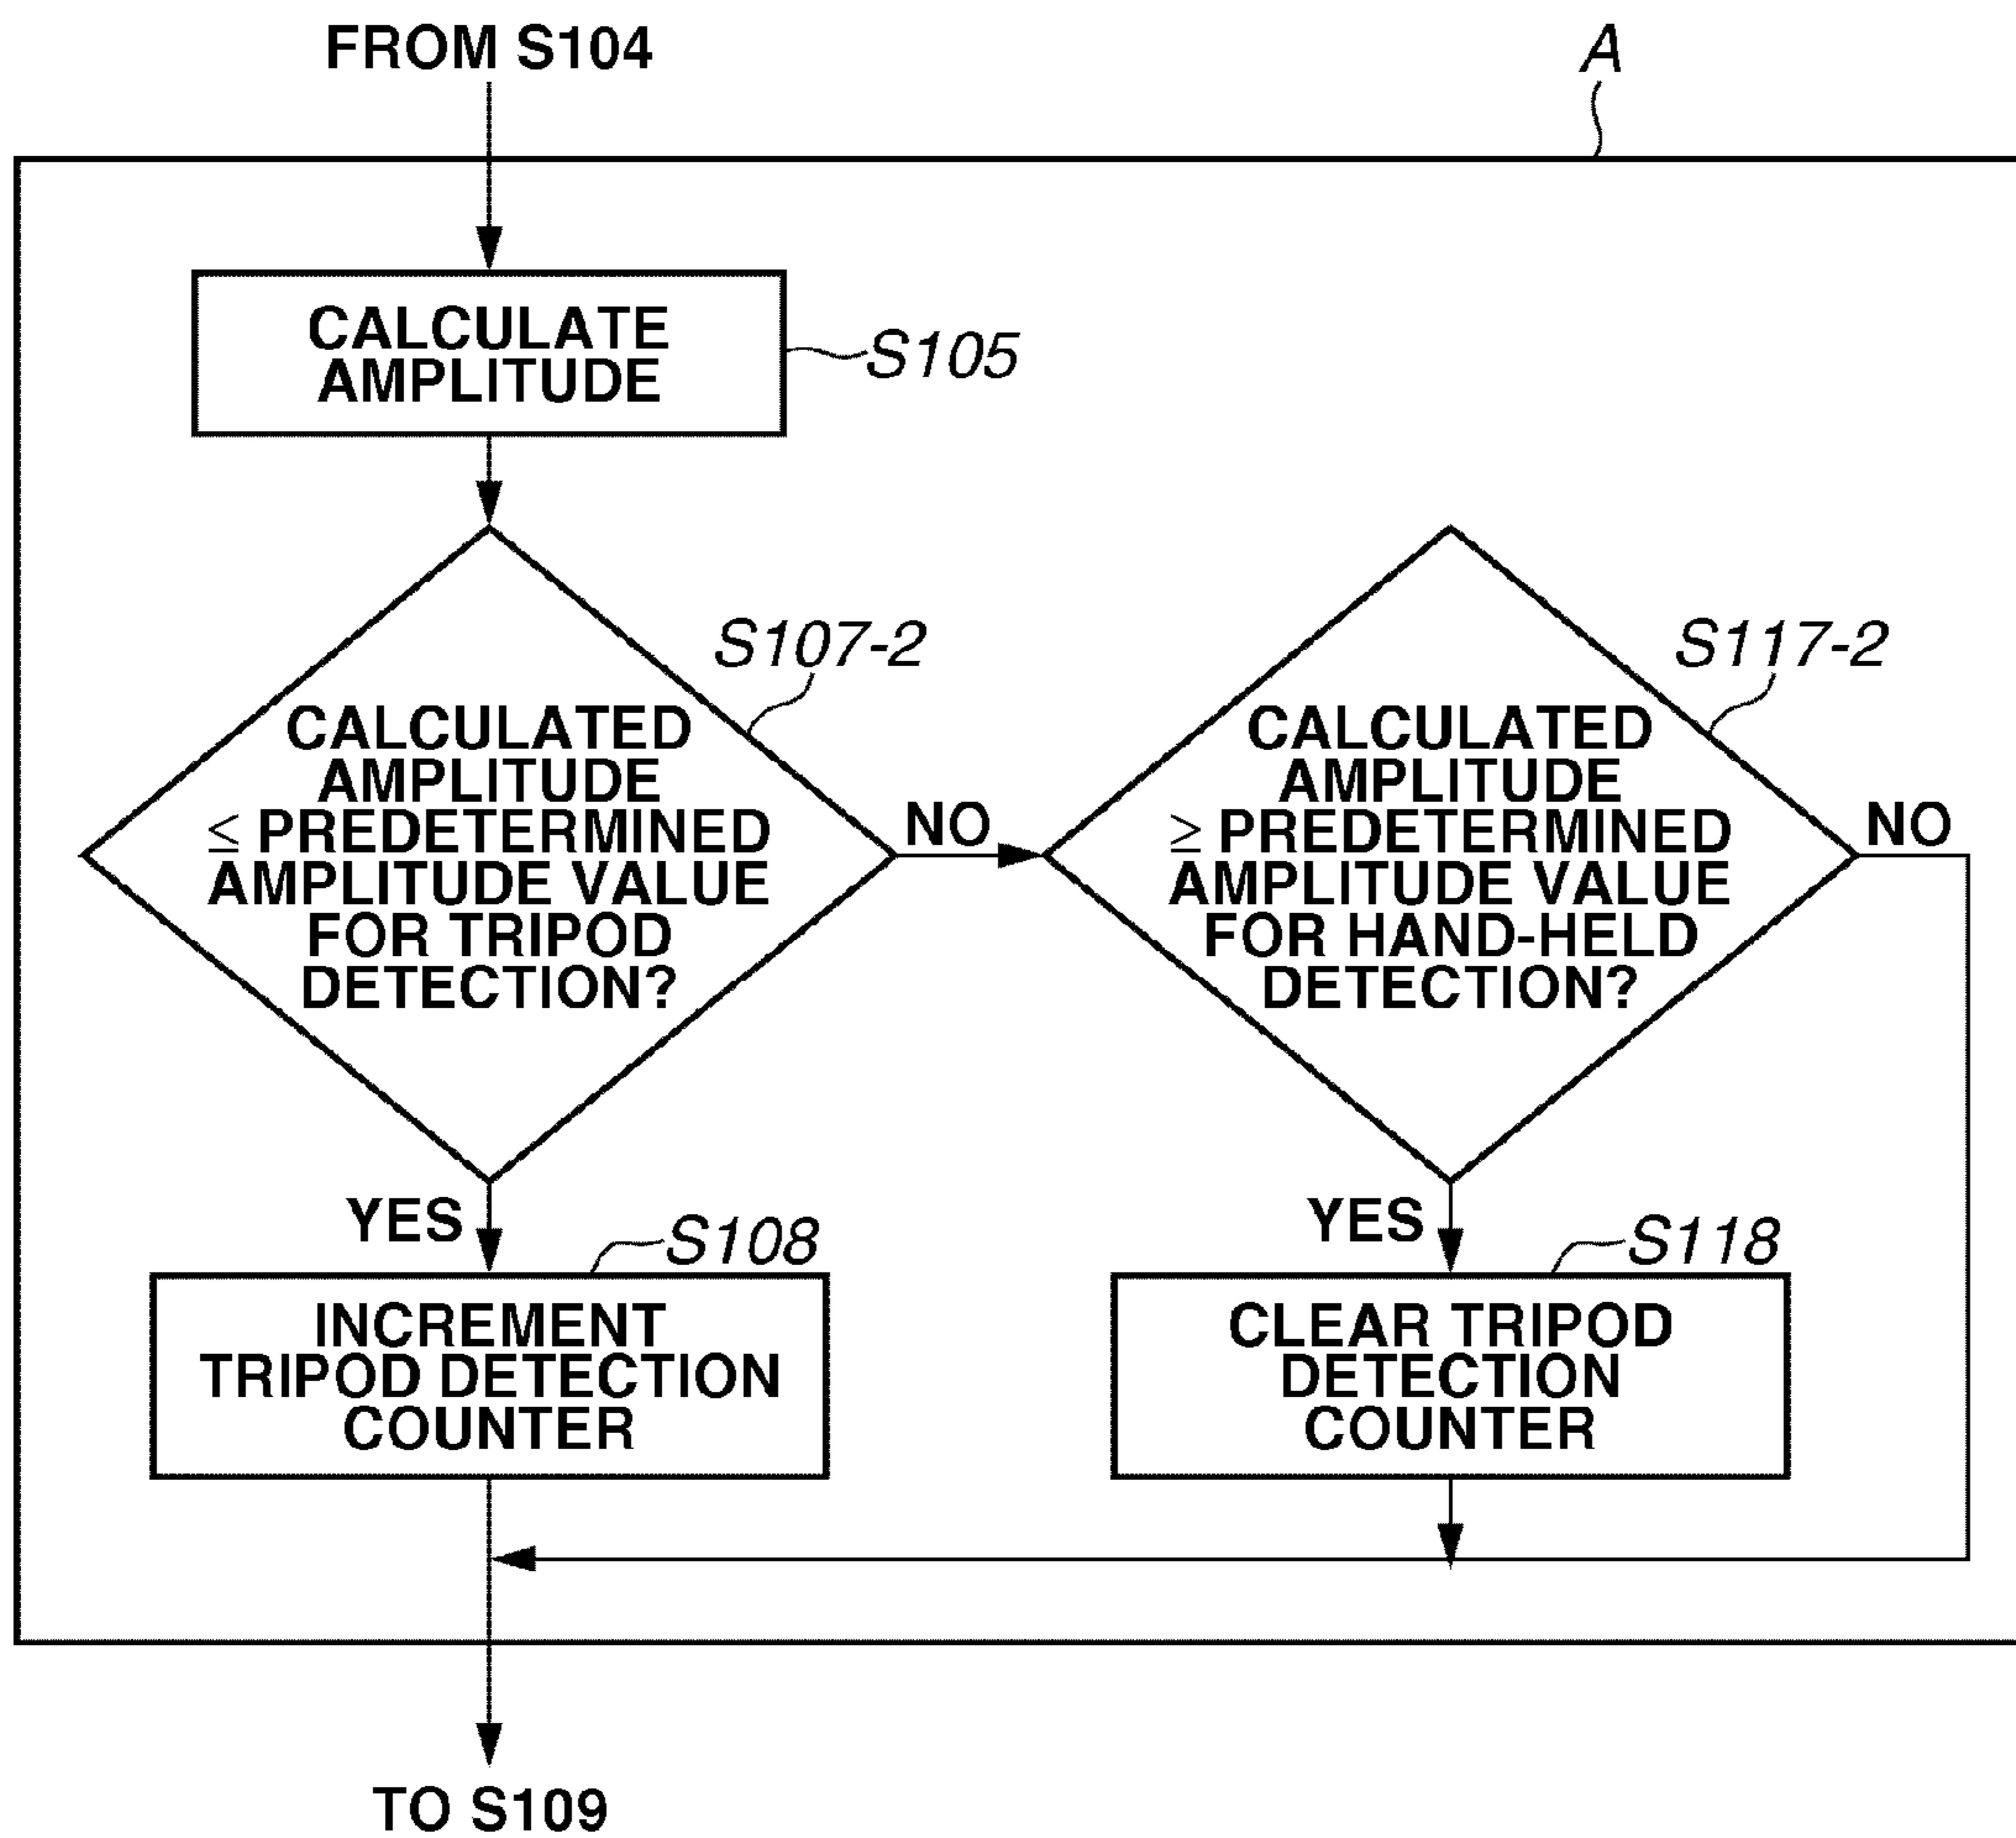 FROM S104
A
CALCULATE
AMPLITUDE
S105
S107-2
CALCULATED
AMPLITUDE
≦ PREDETERMINED
AMPLITUDE VALUE
FOR TRIPOD
DETECTION?
NO
S117-2
CALCULATED
AMPLITUDE
≧ PREDETERMINED
AMPLITUDE VALUE
FOR HAND-HELD
DETECTION?
NO
YES
S108
INCREMENT
TRIPOD DETECTION
COUNTER
YES
S118
CLEAR TRIPOD
DETECTION
COUNTER
TO S109